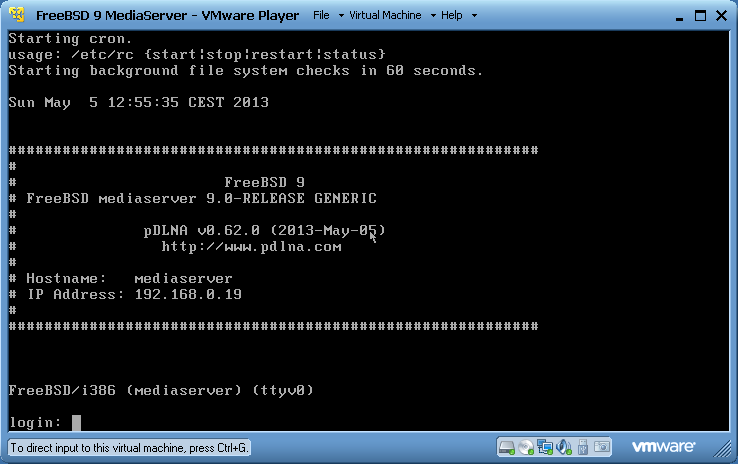 FreeBSD 9 MediaServer - VMware Player File Virtual Machine Help
Starting cron.
usage: /etc/rc {start|stop|restart|status}
Starting background file system checks in 60 seconds.
Sun May  5 12:55:35 CEST 2013
###########################################################
#
#                       FreeBSD 9
# FreeBSD mediaserver 9.0-RELEASE GENERIC
#
#              pDLNA v0.62.0 (2013-May-05)
#                http://www.pdlna.com
#
# Hostname:   mediaserver
# IP Address: 192.168.0.19
#
###########################################################
FreeBSD/i386 (mediaserver) (ttyv0)
login:
To direct input to this virtual machine, press Ctrl+G.
vmware